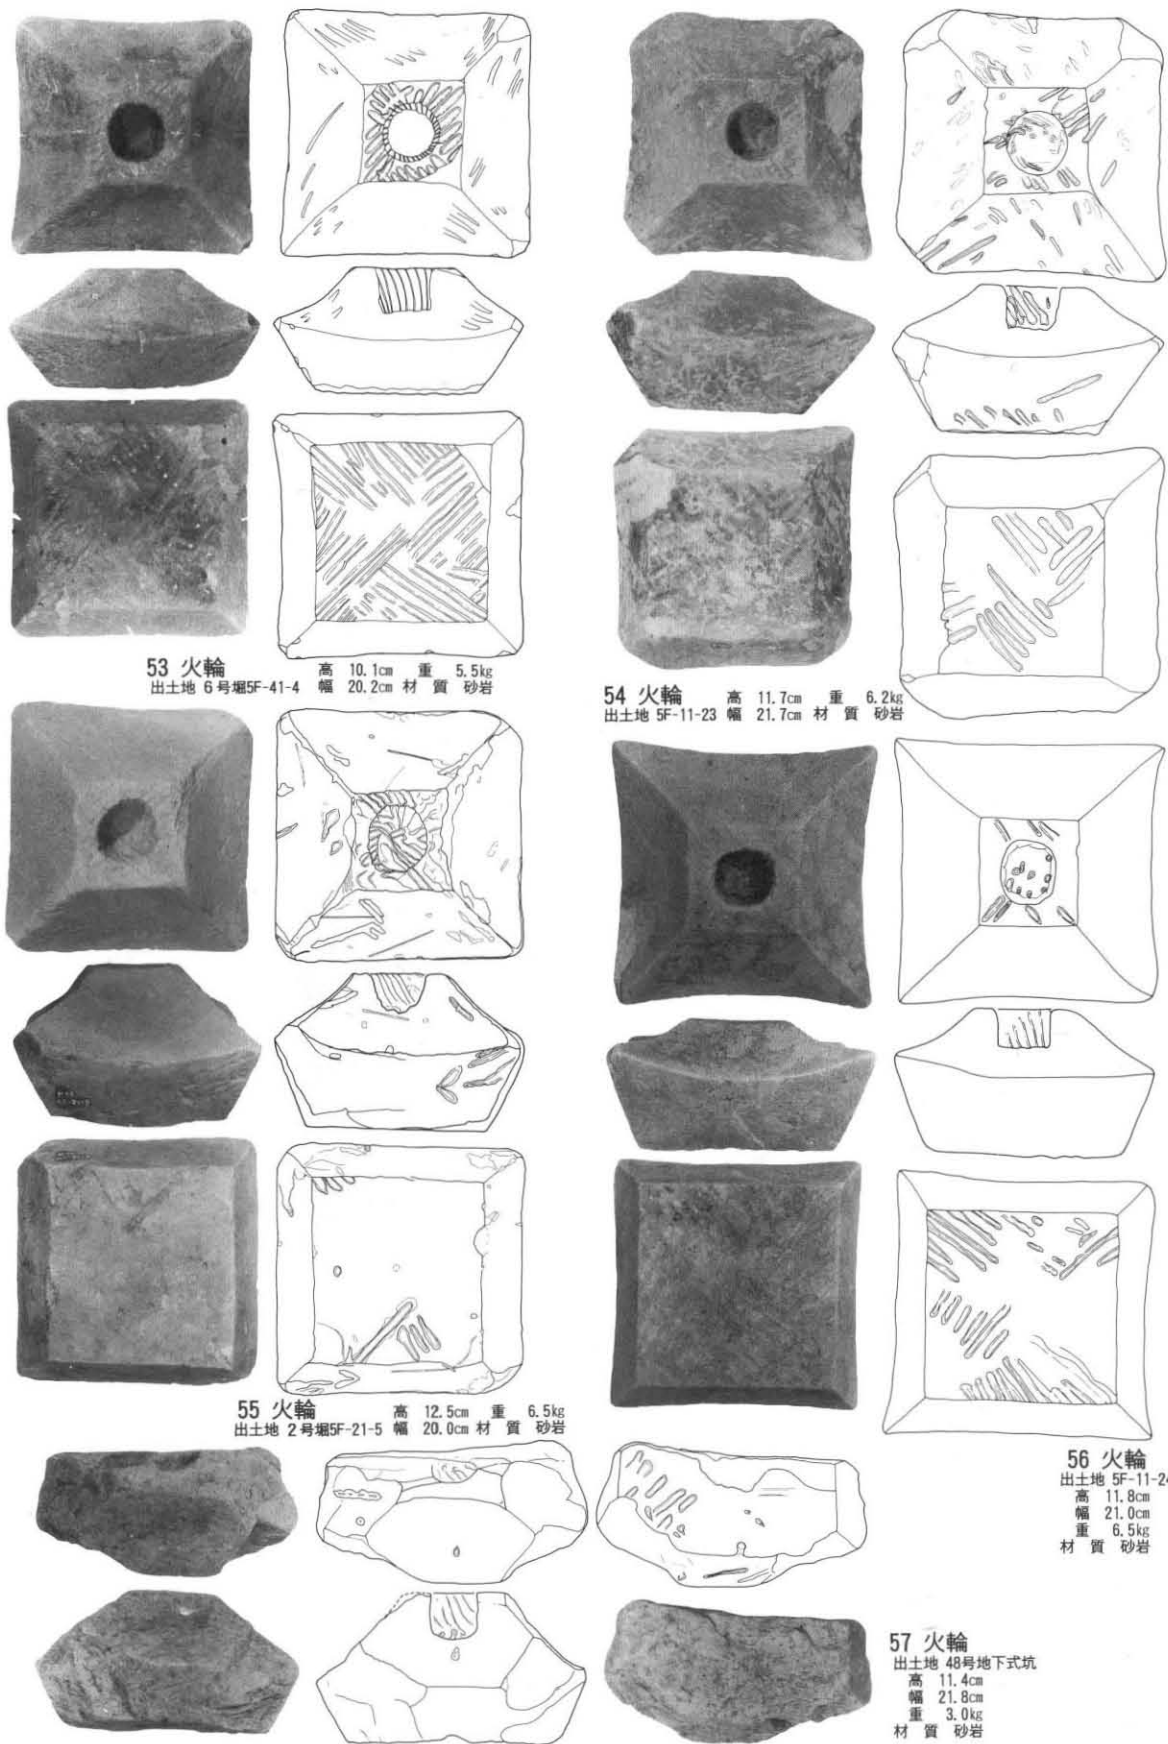 53 火輪 高 10.1cm 重 5.5kg
出土地 6号堀5F-41-4 幅 20.2cm 材質 砂岩
54 火輪 高 11.7cm 重 6.2kg
出土地 5F-11-23 幅 21.7cm 材質 砂岩
55 火輪 高 12.5cm 重 6.5kg
出土地 2号堀5F-21-5 幅 20.0cm 材質 砂岩
56 火輪
出土地 5F-11-24
高 11.8cm
幅 21.0cm
重 6.5kg
材質 砂岩
57 火輪
出土地 48号地下式坑
高 11.4cm
幅 21.8cm
重 3.0kg
材質 砂岩